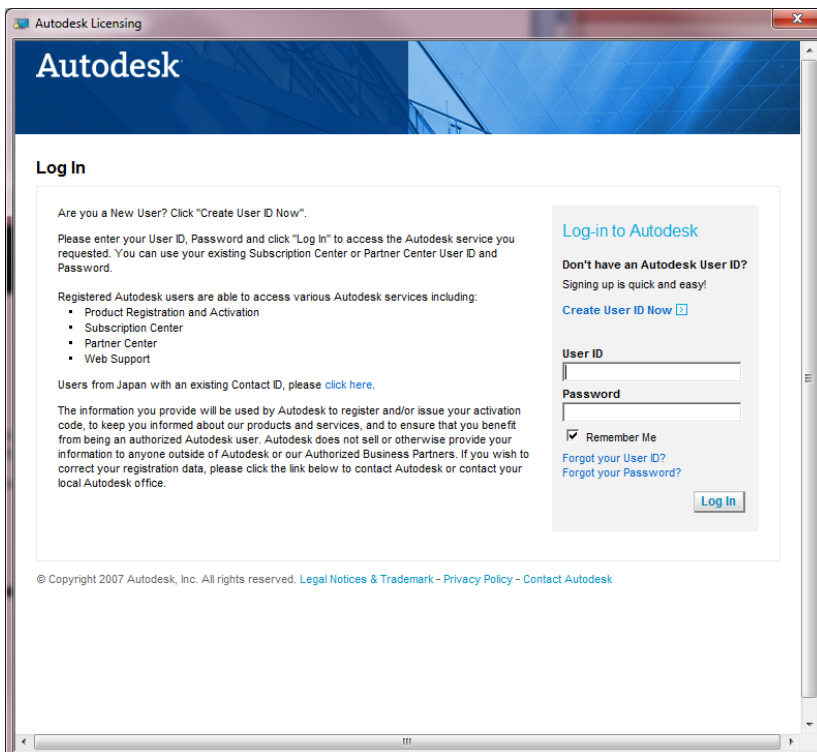 Autodesk Licensing
Autodesk
Log In
Are you a New User? Click "Create User ID Now".
Please enter your User ID, Password and click "Log In" to access the Autodesk service you
requested. You can use your existing Subscription Center or Partner Center User ID and
Password.
Registered Autodesk users are able to access various Autodesk services including:
▪ Product Registration and Activation
▪ Subscription Center
▪ Partner Center
▪ Web Support
Users from Japan with an existing Contact ID, please click here.
The information you provide will be used by Autodesk to register and/or issue your activation
code, to keep you informed about our products and services, and to ensure that you benefit
from being an authorized Autodesk user. Autodesk does not sell or otherwise provide your
information to anyone outside of Autodesk or our Authorized Business Partners. If you wish to
correct your registration data, please click the link below to contact Autodesk or contact your
local Autodesk office.
Log-in to Autodesk
Don't have an Autodesk User ID?
Signing up is quick and easy!
Create User ID Now
User ID
Password
Remember Me
Forgot your User ID?
Forgot your Password?
Log In
© Copyright 2007 Autodesk, Inc. All rights reserved. Legal Notices & Trademark - Privacy Policy - Contact Autodesk